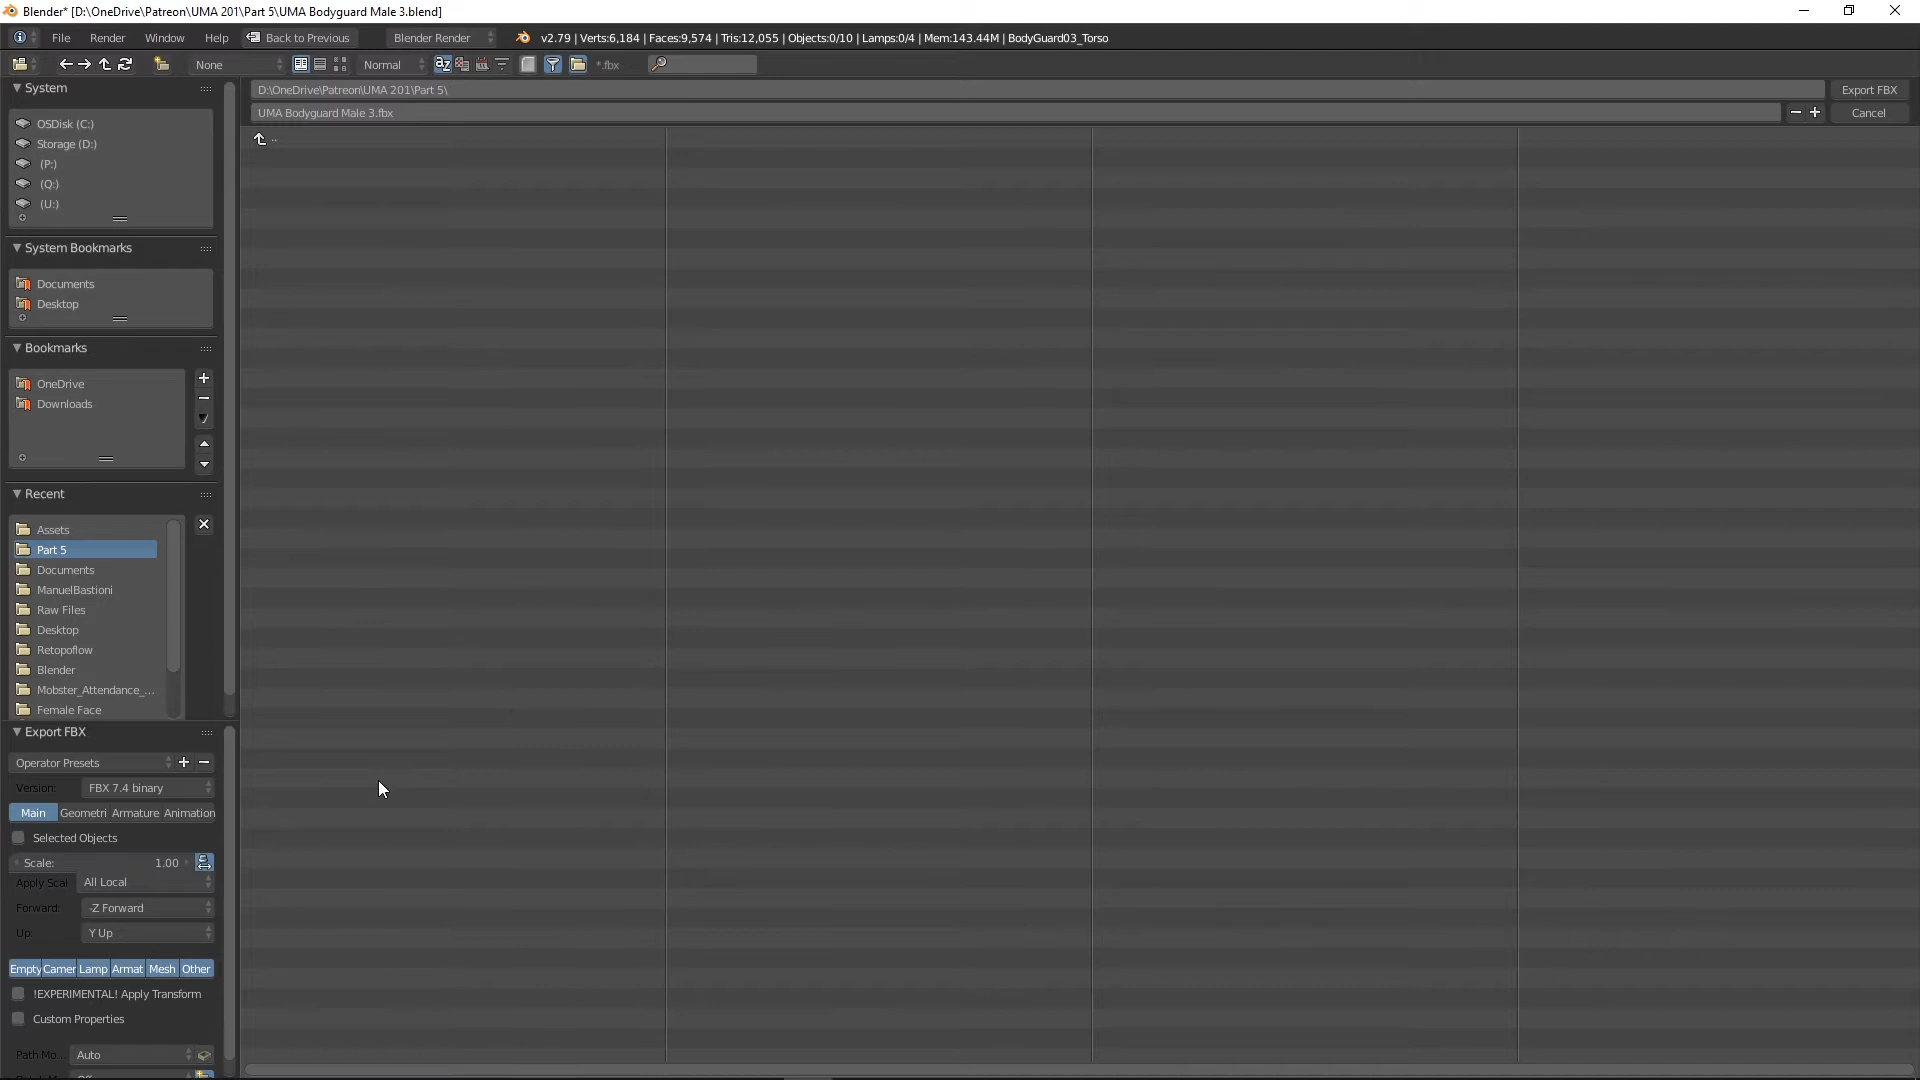 Blender* [D:\OneDrive\Patreon\UMA 201\Part 5\UMA Bodyguard Male 3.blend]
File Render Window Help Back to Previous Blender Render v2.79 | Verts:6,184 | Faces:9,574 | Tris:12,055 | Objects:0/10 | Lamps:0/4 | Mem:143.44M | BodyGuard03_Torso
None Normal *.fbx
System
OSDisk (C:)
Storage (D:)
(P:)
(Q:)
(U:)
System Bookmarks
Documents
Desktop
Bookmarks
OneDrive
Downloads
Recent
Assets
Part 5
Documents
ManuelBastioni
Raw Files
Desktop
Retopoflow
Blender
Mobster_Attendance_...
Female Face
Export FBX
Operator Presets
Version: FBX 7.4 binary
Main Geometri Armature Animation
Selected Objects
Scale: 1.00
Apply Scal All Local
Forward: -Z Forward
Up: Y Up
Empty Camer Lamp Armat Mesh Other
!EXPERIMENTAL! Apply Transform
Custom Properties
Path Mo... Auto
D:\OneDrive\Patreon\UMA 201\Part 5\
Export FBX
UMA Bodyguard Male 3.fbx
Cancel
..